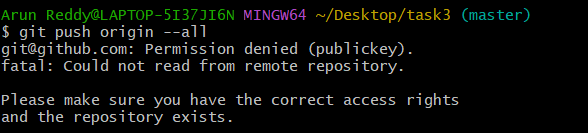 Arun Reddy@LAPTOP-5I37JI6N MINGW64 ~/Desktop/task3 (master)
$ git push origin --all
git@github.com: Permission denied (publickey).
fatal: Could not read from remote repository.

Please make sure you have the correct access rights
and the repository exists.